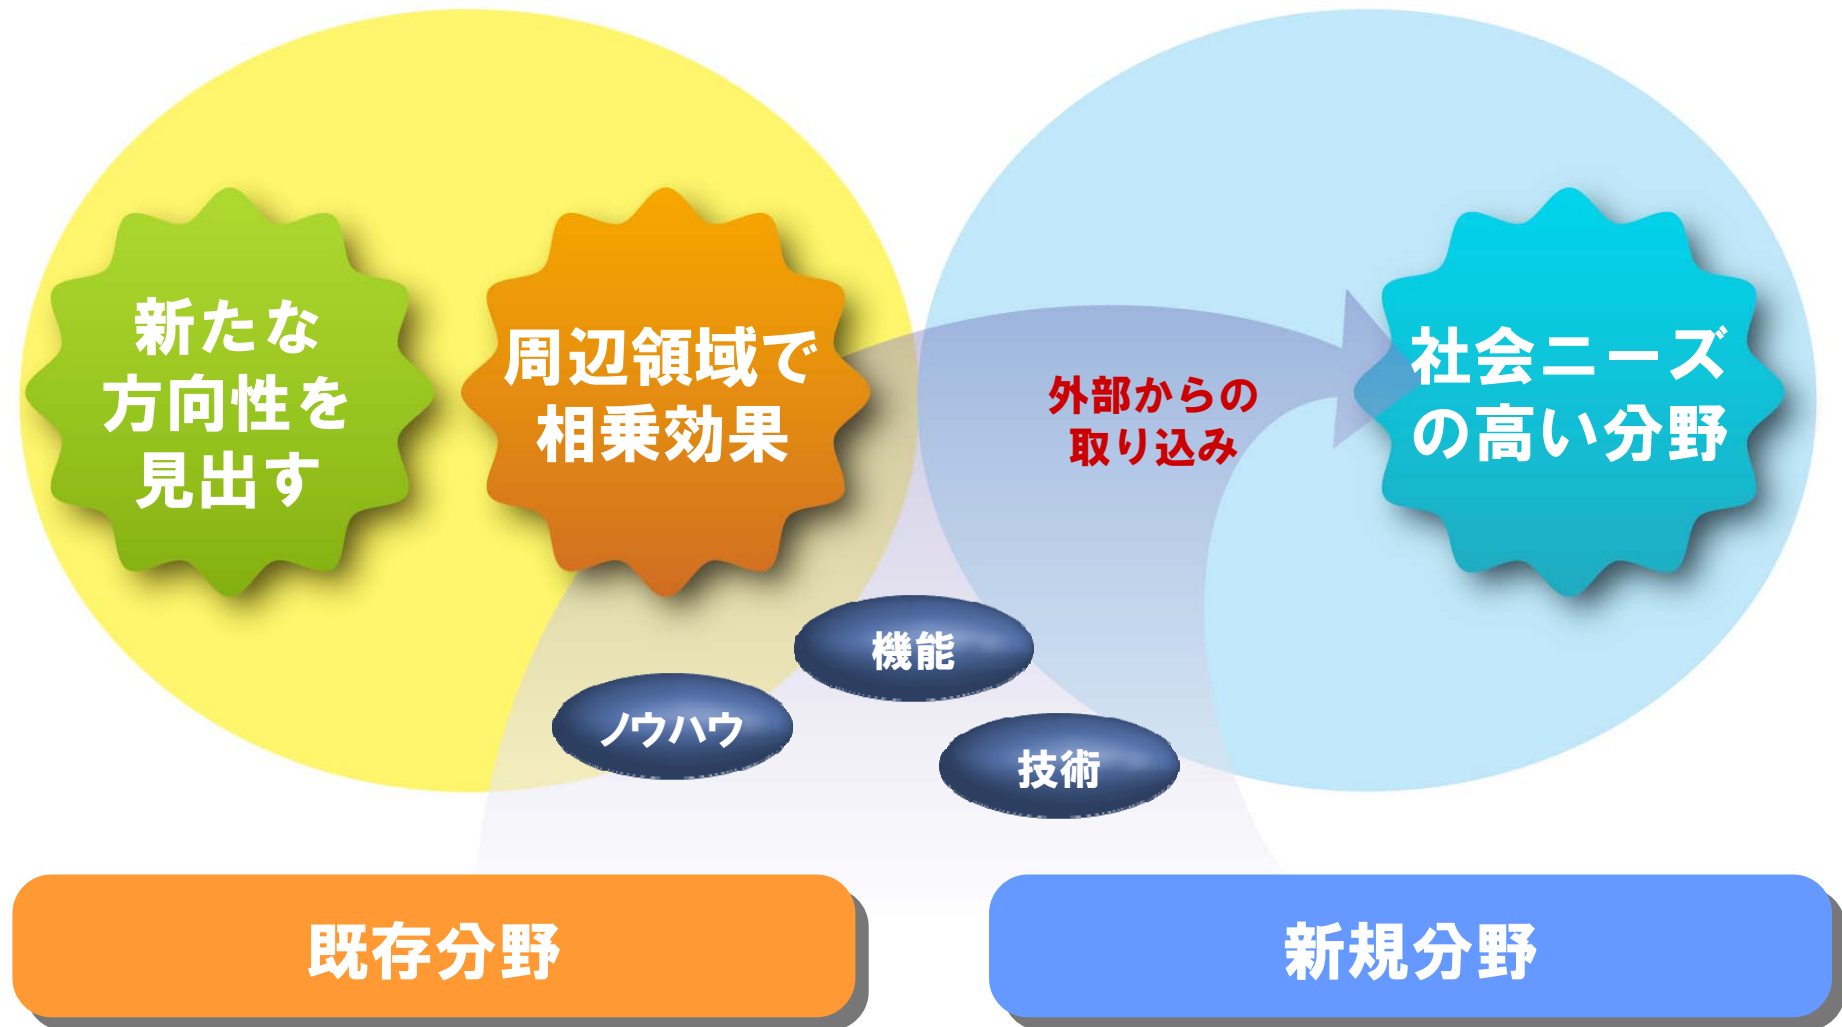 新たな
方向性を
見出す
周辺領域で
相乗効果
外部からの
取り込み
社会ニーズ
の高い分野
機能
ノウハウ
技術
既存分野
新規分野